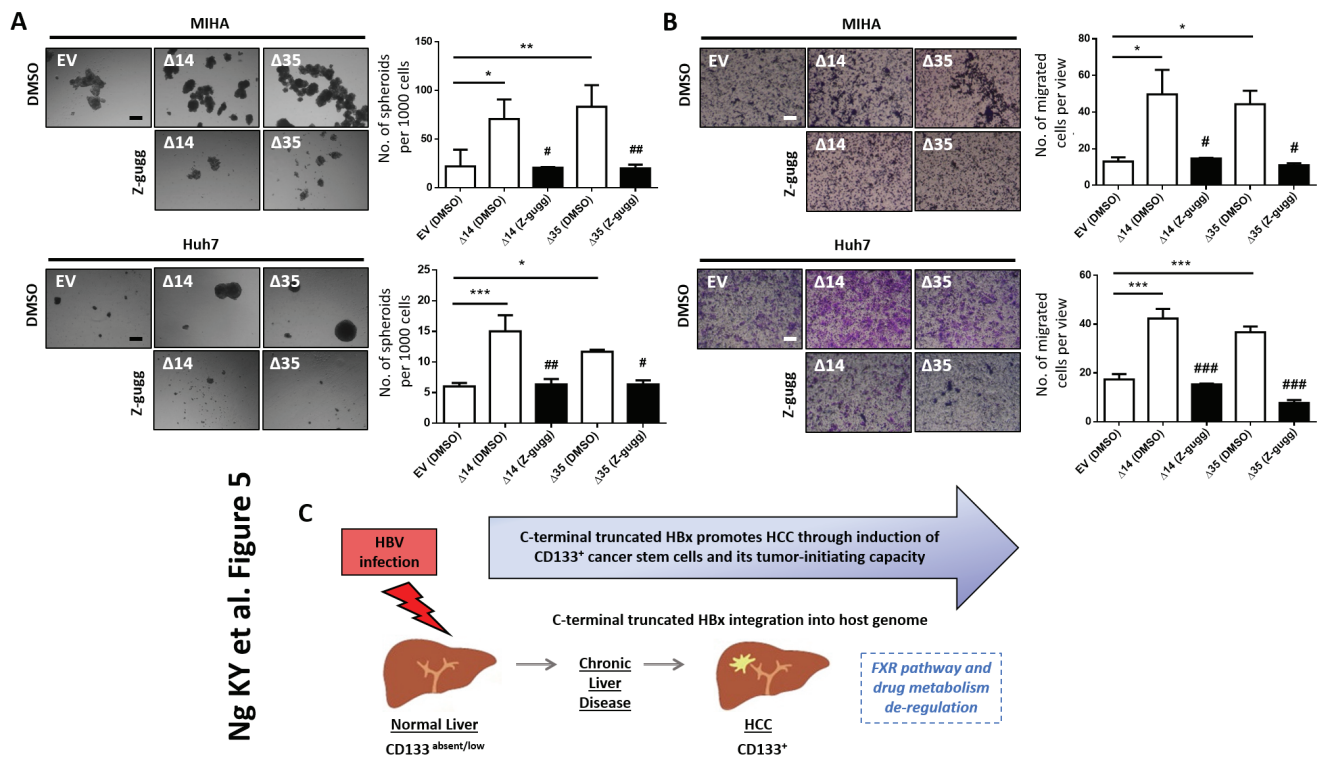 A
MIHA
DMSO
EV
Δ14
Δ35
Z-gugg
Δ14
Δ35
No. of spheroids
per 1000 cells
150
100
50
0
**
*
#
##
EV (DMSO)
Δ14 (DMSO)
Δ14 (Z-gugg)
Δ35 (DMSO)
Δ35 (Z-gugg)
Huh7
DMSO
EV
Δ14
Δ35
Z-gugg
Δ14
Δ35
No. of spheroids
per 1000 cells
25
20
15
10
5
0
*
***
##
#
EV (DMSO)
Δ14 (DMSO)
Δ14 (Z-gugg)
Δ35 (DMSO)
Δ35 (Z-gugg)
B
MIHA
DMSO
EV
Δ14
Δ35
Z-gugg
Δ14
Δ35
No. of migrated
cells per view
80
60
40
20
0
*
*
#
#
EV (DMSO)
Δ14 (DMSO)
Δ14 (Z-gugg)
Δ35 (DMSO)
Δ35 (Z-gugg)
Huh7
DMSO
EV
Δ14
Δ35
Z-gugg
Δ14
Δ35
No. of migrated
cells per view
60
40
20
0
***
***
###
###
EV (DMSO)
Δ14 (DMSO)
Δ14 (Z-gugg)
Δ35 (DMSO)
Δ35 (Z-gugg)
Ng KY et al. Figure 5
C
HBV
infection
C-terminal truncated HBx promotes HCC through induction of
CD133⁺ cancer stem cells and its tumor-initiating capacity
C-terminal truncated HBx integration into host genome
Chronic
Liver
Disease
FXR pathway and
drug metabolism
de-regulation
Normal Liver
CD133 absent/low
HCC
CD133⁺